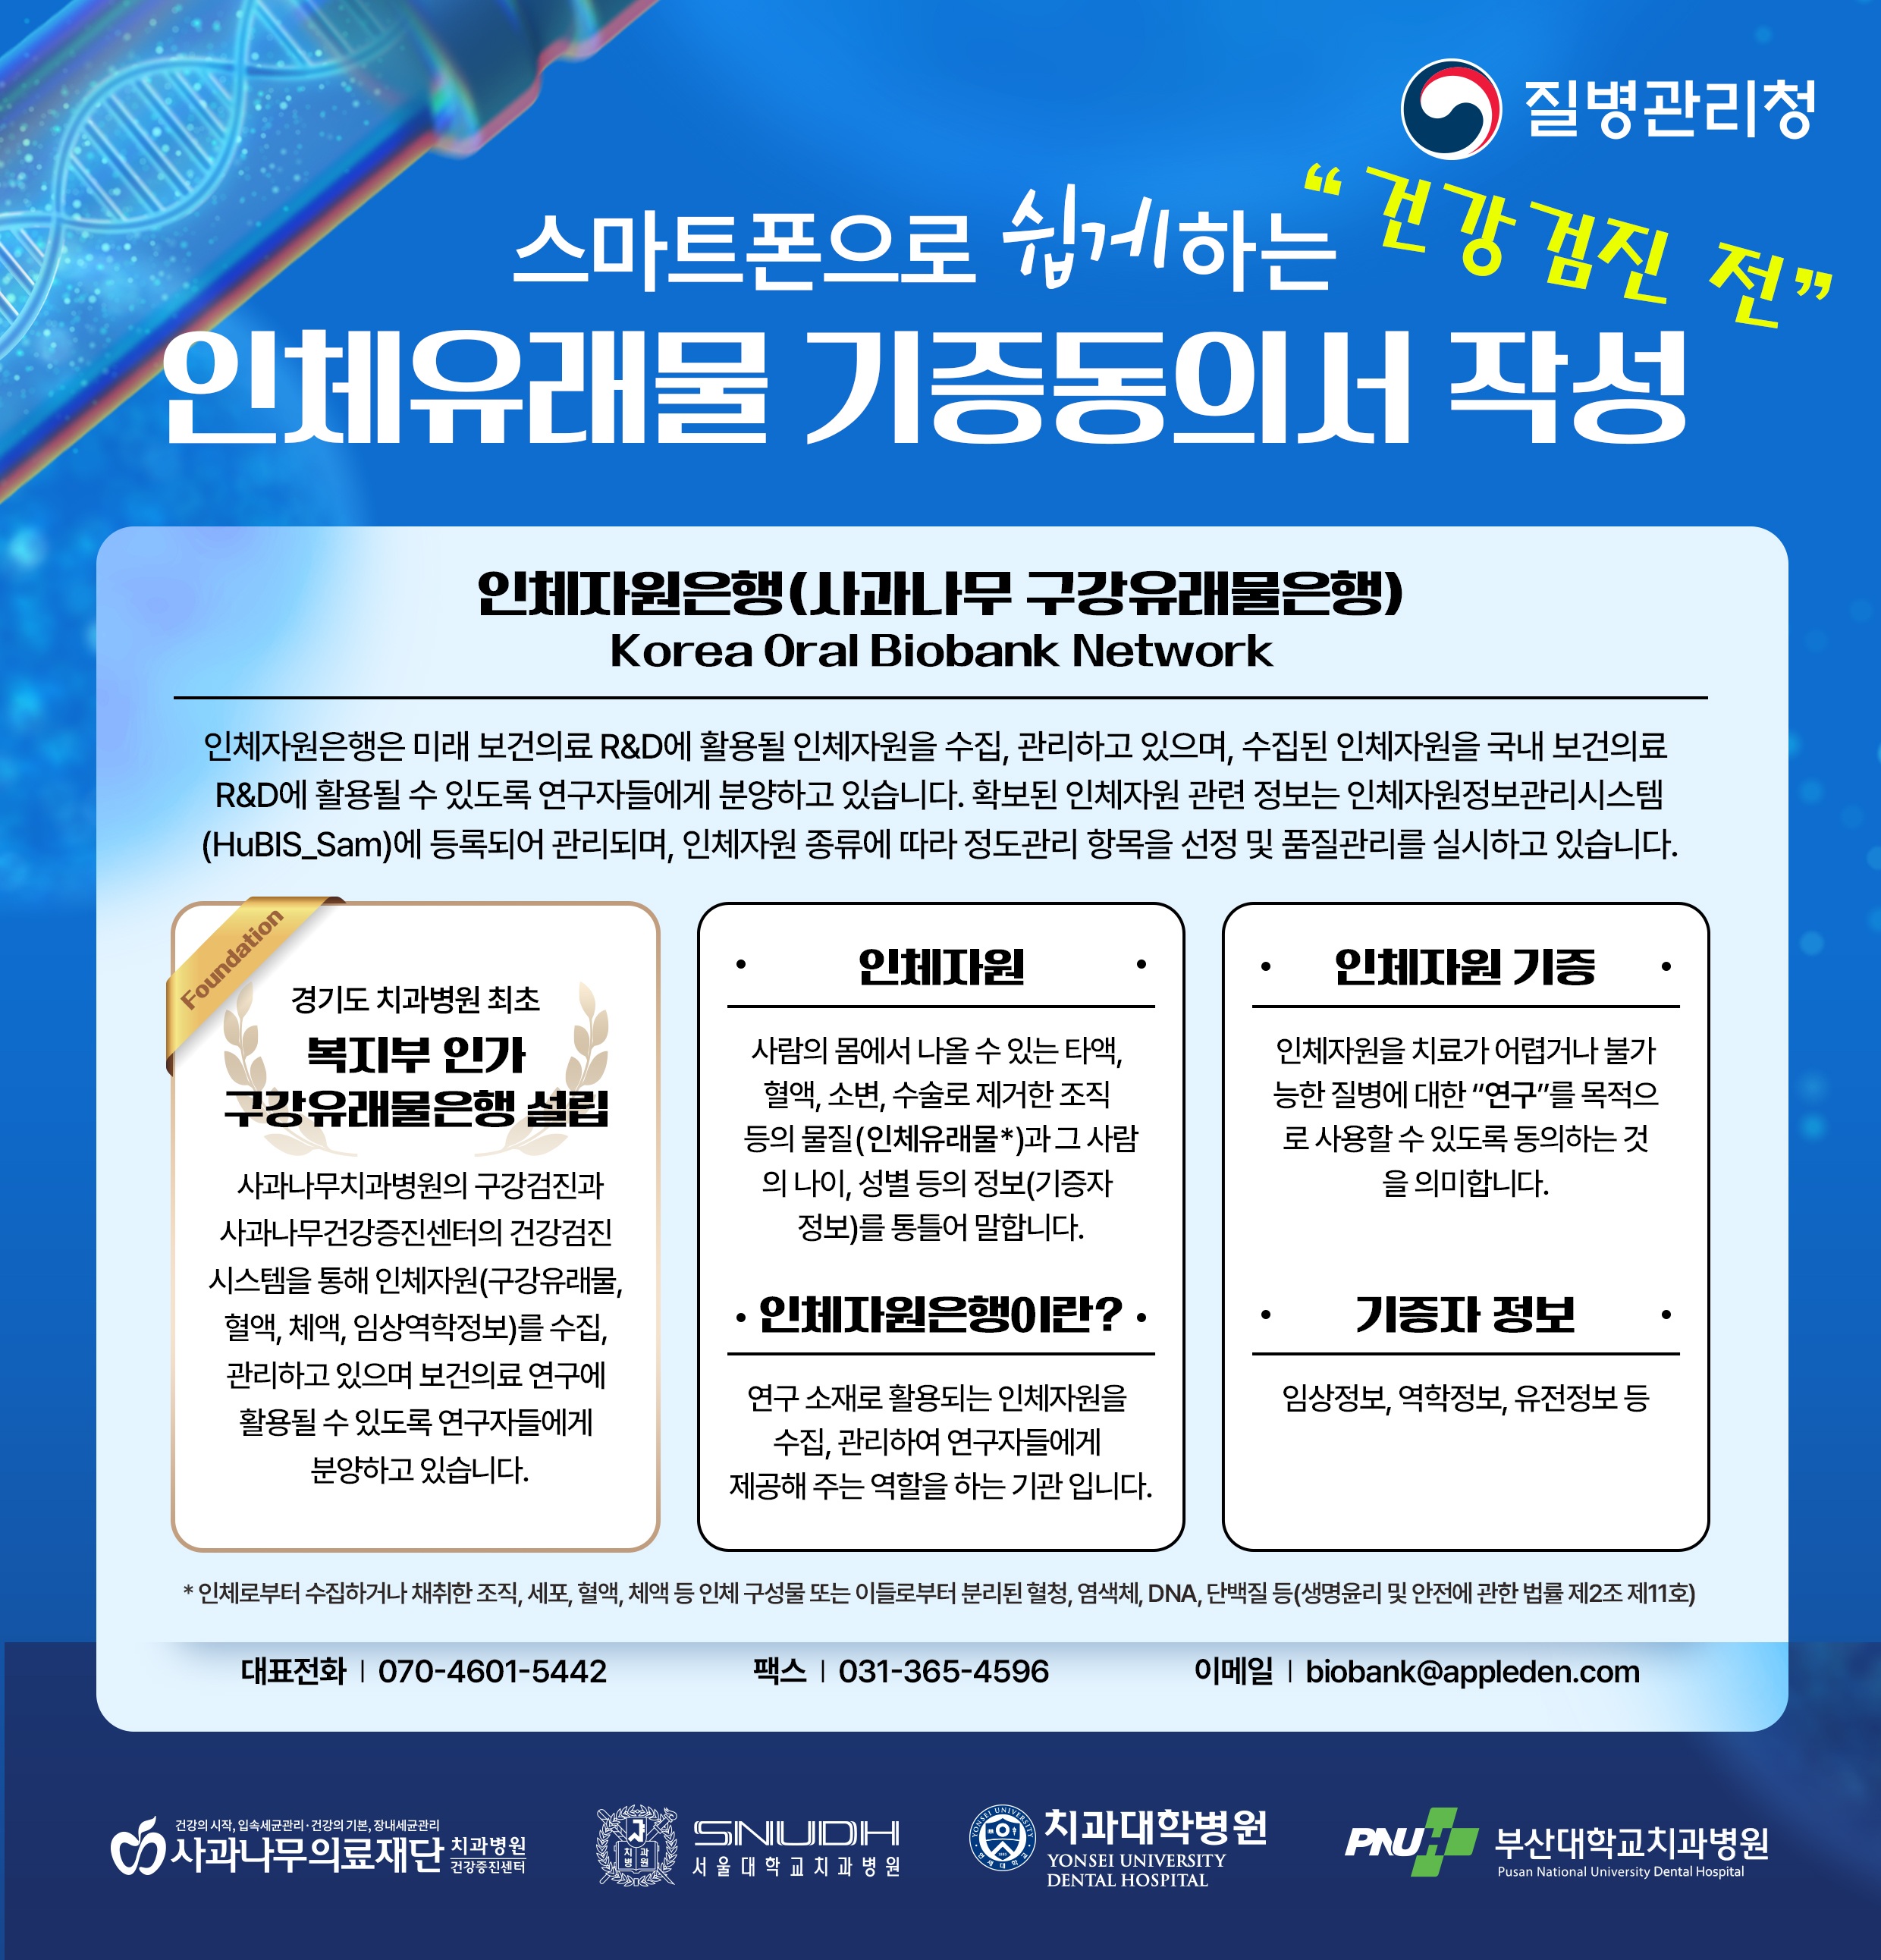 질병관리청
스마트폰으로 쉽게 하는 “건강검진 전”
인체유래물 기증동의서 작성
인체자원은행(사과나무 구강유래물은행)
Korea Oral Biobank Network
인체자원은행은 미래 보건의료 R&D에 활용될 인체자원을 수집, 관리하고 있으며, 수집된 인체자원을 국내 보건의료
R&D에 활용될 수 있도록 연구자들에게 분양하고 있습니다. 확보된 인체자원 관련 정보는 인체자원정보관리시스템
(HuBIS_Sam)에 등록되어 관리되며, 인체자원 종류에 따라 정도관리 항목을 선정 및 품질관리를 실시하고 있습니다.
Foundation
경기도 치과병원 최초
복지부 인가
구강유래물은행 설립
사과나무치과병원의 구강검진과
사과나무건강증진센터의 건강검진
시스템을 통해 인체자원(구강유래물,
혈액, 체액, 임상역학정보)를 수집,
관리하고 있으며 보건의료 연구에
활용될 수 있도록 연구자들에게
분양하고 있습니다.
• 인체자원 •
사람의 몸에서 나올 수 있는 타액,
혈액, 소변, 수술로 제거한 조직
등의 물질(인체유래물*)과 그 사람
의 나이, 성별 등의 정보(기증자
정보)를 통틀어 말합니다.
• 인체자원은행이란? •
연구 소재로 활용되는 인체자원을
수집, 관리하여 연구자들에게
제공해 주는 역할을 하는 기관 입니다.
• 인체자원 기증 •
인체자원을 치료가 어렵거나 불가
능한 질병에 대한 “연구”를 목적으
로 사용할 수 있도록 동의하는 것
을 의미합니다.
• 기증자 정보 •
임상정보, 역학정보, 유전정보 등
* 인체로부터 수집하거나 채취한 조직, 세포, 혈액, 체액 등 인체 구성물 또는 이들로부터 분리된 혈청, 염색체, DNA, 단백질 등(생명윤리 및 안전에 관한 법률 제2조 제11호)
대표전화 | 070-4601-5442
팩스 | 031-365-4596
이메일 | biobank@appleden.com
건강의 시작, 입속세균관리 · 건강의 기본, 장내세균관리
사과나무의료재단 치과병원
건강증진센터
치과
병원
SNUDH
서울대학교치과병원
YONSEI UNIVERSITY
연세대학교
치과대학병원
YONSEI UNIVERSITY
DENTAL HOSPITAL
PNUH
부산대학교치과병원
Pusan National University Dental Hospital